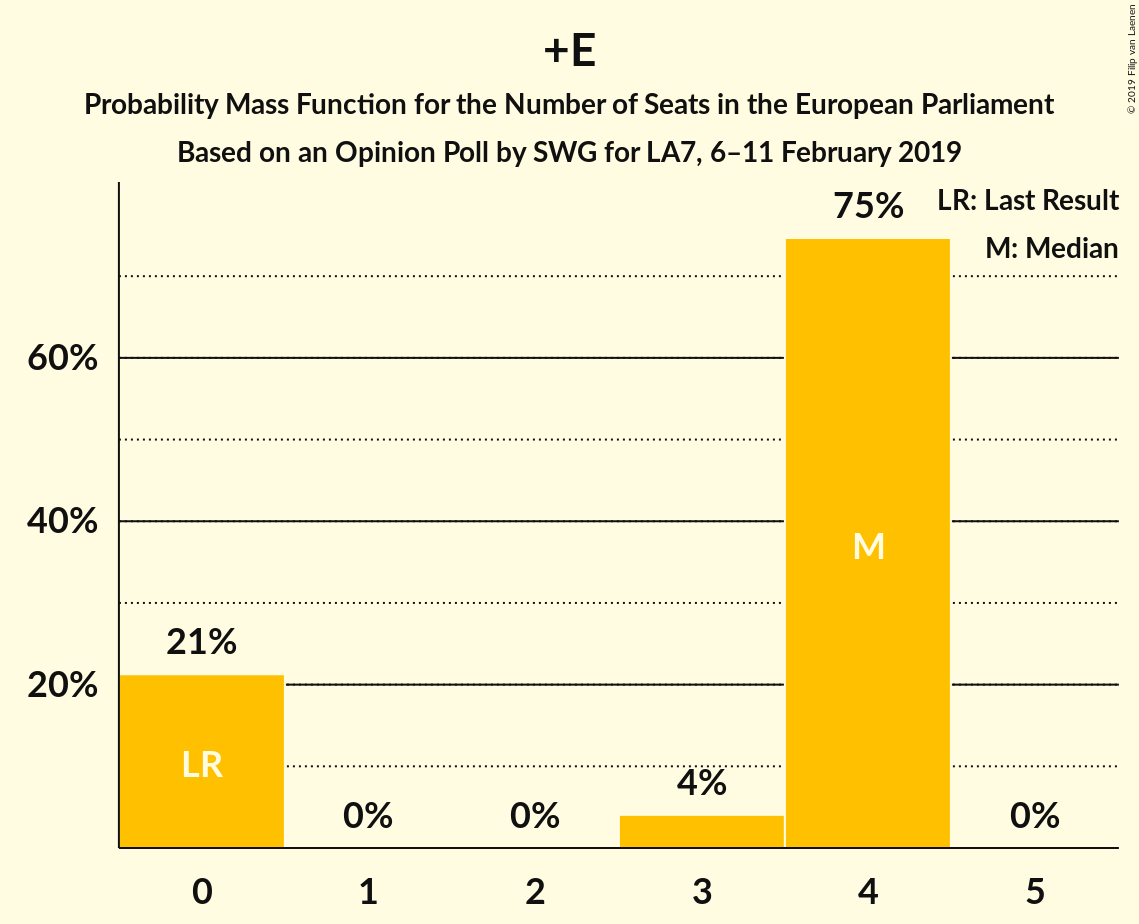 +E
Probability Mass Function for the Number of Seats in the European Parliament
Based on an Opinion Poll by SWG for LA7, 6–11 February 2019
© 2019 Filip van Laenen
LR: Last Result
M: Median
75%
60%
40%
M
21%
20%
LR
4%
0%
0%
0%
0 1 2 3 4 5